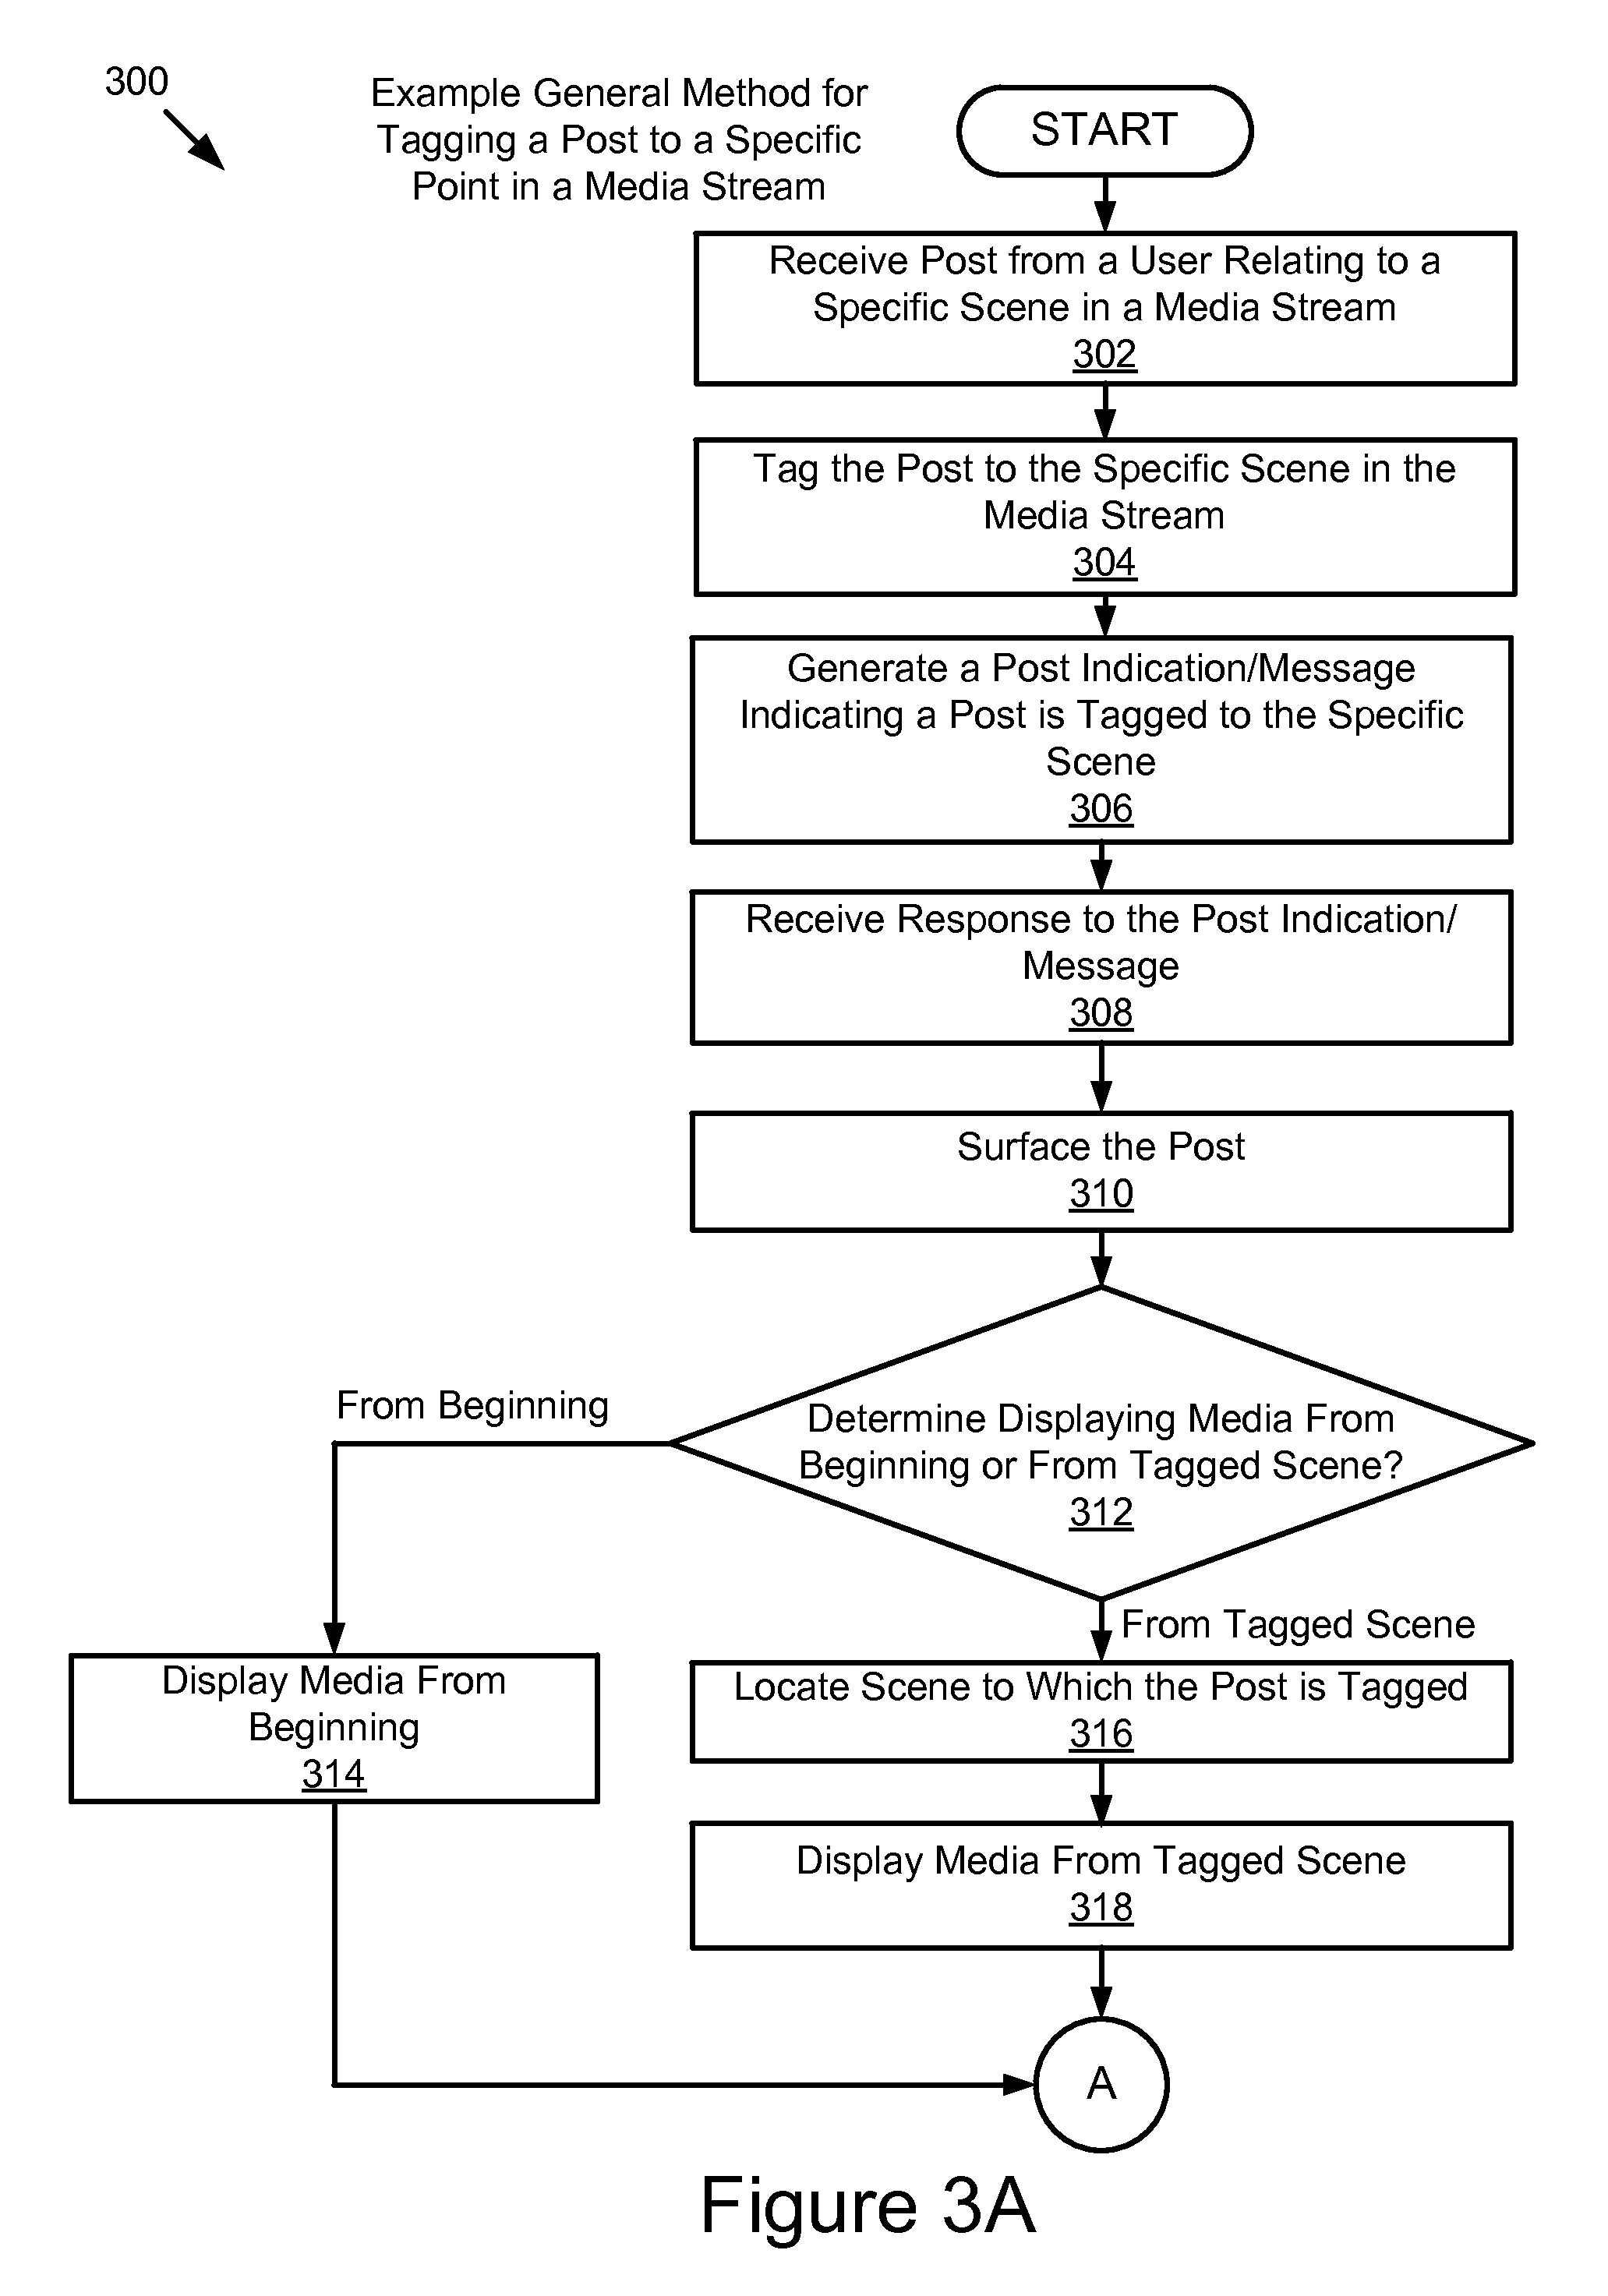 300
Example General Method for
Tagging a Post to a Specific
Point in a Media Stream
START
Receive Post from a User Relating to a
Specific Scene in a Media Stream
302
Tag the Post to the Specific Scene in the
Media Stream
304
Generate a Post Indication/Message
Indicating a Post is Tagged to the Specific
Scene
306
Receive Response to the Post Indication/
Message
308
Surface the Post
310
From Beginning
Determine Displaying Media From
Beginning or From Tagged Scene?
312
From Tagged Scene
Display Media From
Beginning
314
Locate Scene to Which the Post is Tagged
316
Display Media From Tagged Scene
318
A
Figure 3A